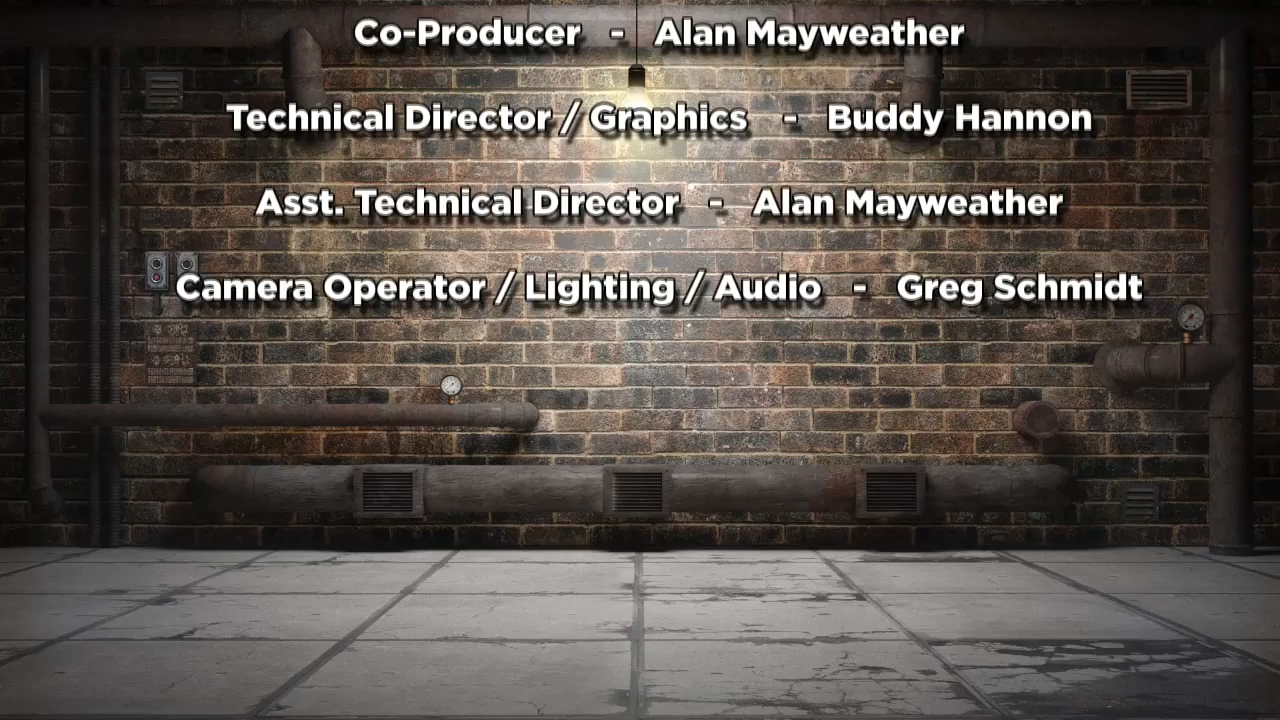 Co-Producer - Alan Mayweather
Technical Director / Graphics - Buddy Hannon
Asst. Technical Director - Alan Mayweather
Camera Operator / Lighting / Audio - Greg Schmidt